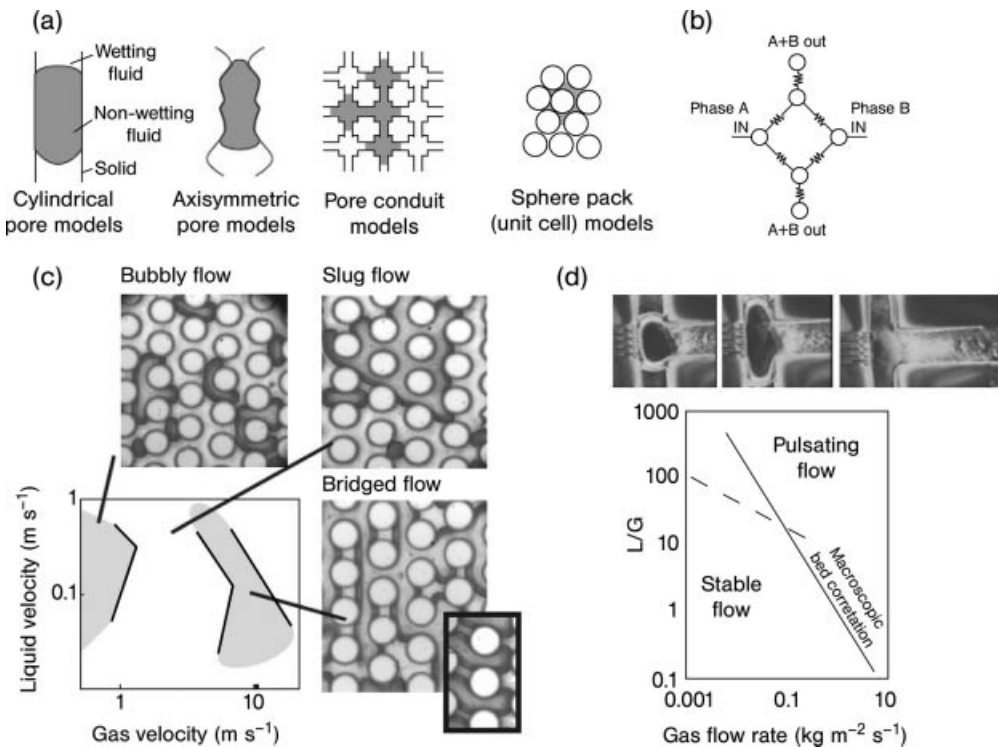 (a)
Wetting
fluid
Non-wetting
fluid
Solid
Cylindrical
pore models
Axisymmetric
pore models
Pore conduit
models
Sphere pack
(unit cell) models
(b)
A+B out
Phase A
IN
Phase B
IN
A+B out
(c)
Bubbly flow
Slug flow
Bridged flow
Liquid velocity (m s⁻¹)
1
0.1
1
10
Gas velocity (m s⁻¹)
(d)
L/G
1000
100
10
1
0.1
Pulsating
flow
Stable
flow
Macroscopic
bed corretation
0.001
0.1
10
Gas flow rate (kg m⁻² s⁻¹)